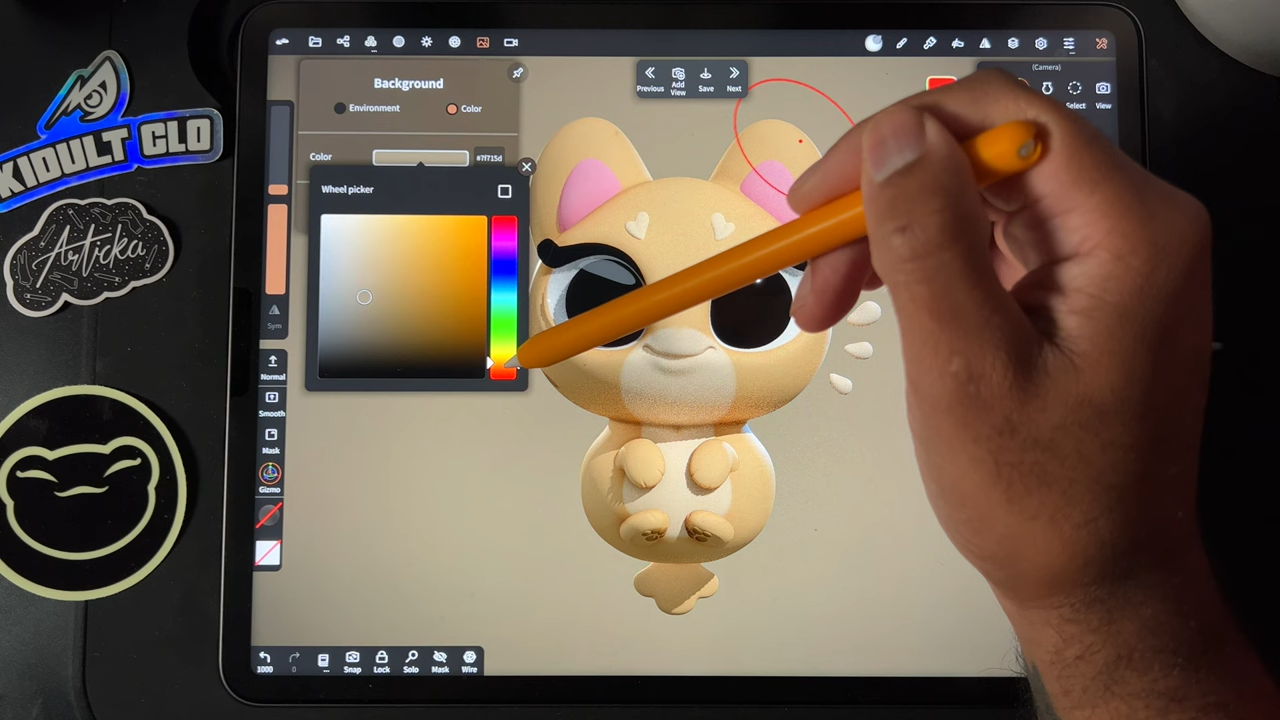 KIDULT CLO
Articka
Background
Environment
Color
Color
#7f715d
Wheel picker
Previous
Add
View
Save
Next
(Camera)
Select
View
Sym
Normal
Smooth
Mask
Gizmo
1000
0
...
Snap
Lock
Solo
Mask
Wire